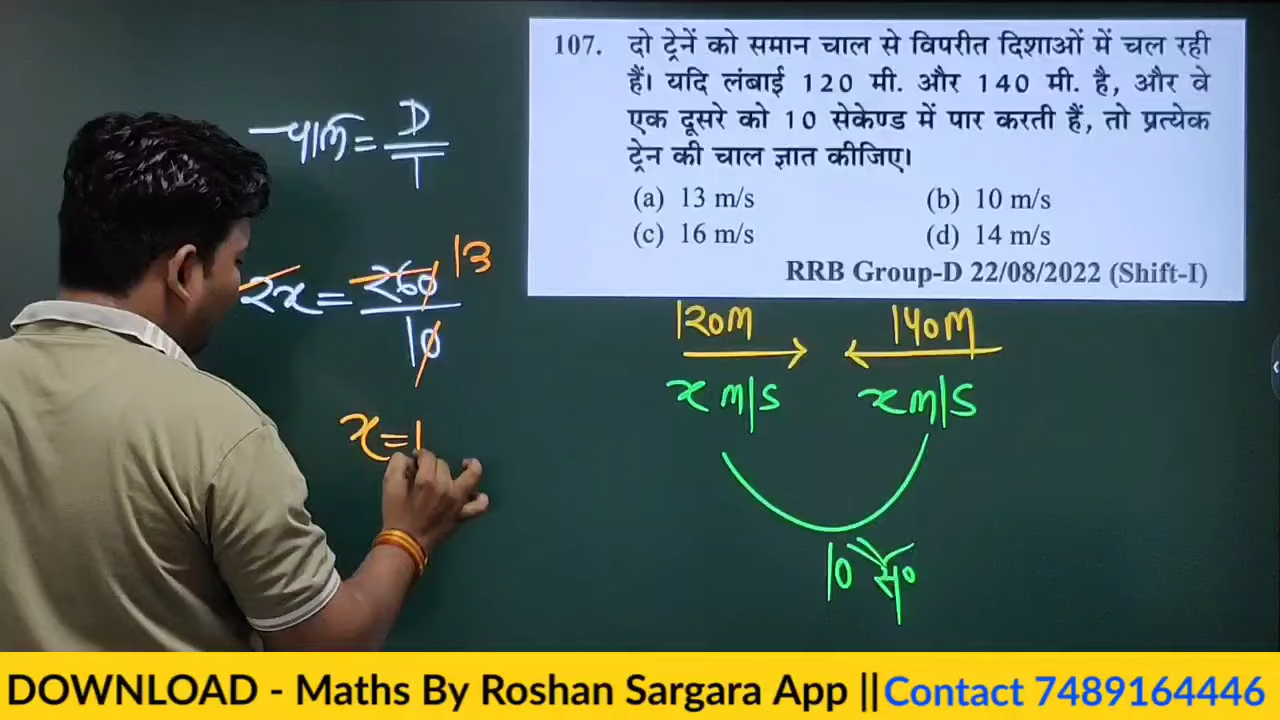 107. दो ट्रेनें को समान चाल से विपरीत दिशाओं में चल रही
हैं। यदि लंबाई 120 मी. और 140 मी. है, और वे
एक दूसरे को 10 सेकेण्ड में पार करती हैं, तो प्रत्येक
ट्रेन की चाल ज्ञात कीजिए।
(a) 13 m/s (b) 10 m/s
(c) 16 m/s (d) 14 m/s
RRB Group-D 22/08/2022 (Shift-I)
चाल = D/T
2x = 260/10 13
x = 1
120m 140m
x m/s x m/s
10 से०
DOWNLOAD - Maths By Roshan Sargara App || Contact 7489164446